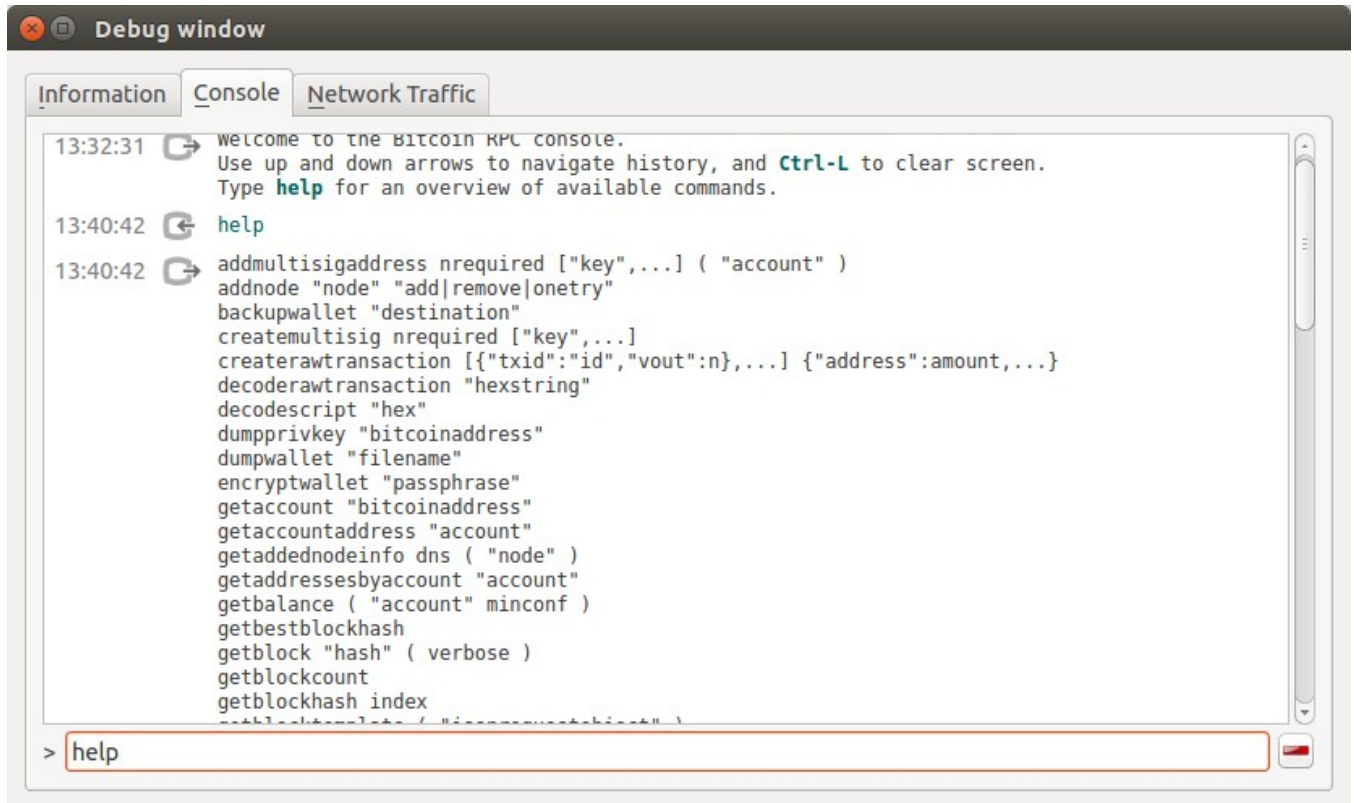 Debug window
Information Console Network Traffic
13:32:31 Welcome to the Bitcoin RPC console.
Use up and down arrows to navigate history, and Ctrl-L to clear screen.
Type help for an overview of available commands.
13:40:42 help
13:40:42 addmultisigaddress nrequired ["key",...] ( "account" )
addnode "node" "add|remove|onetry"
backupwallet "destination"
createmultisig nrequired ["key",...]
createrawtransaction [{"txid":"id","vout":n},...] {"address":amount,...}
decoderawtransaction "hexstring"
decodescript "hex"
dumpprivkey "bitcoinaddress"
dumpwallet "filename"
encryptwallet "passphrase"
getaccount "bitcoinaddress"
getaccountaddress "account"
getaddednodeinfo dns ( "node" )
getaddressesbyaccount "account"
getbalance ( "account" minconf )
getbestblockhash
getblock "hash" ( verbose )
getblockcount
getblockhash index
getblocktemplate ( "jsonrequestobject" )
> help